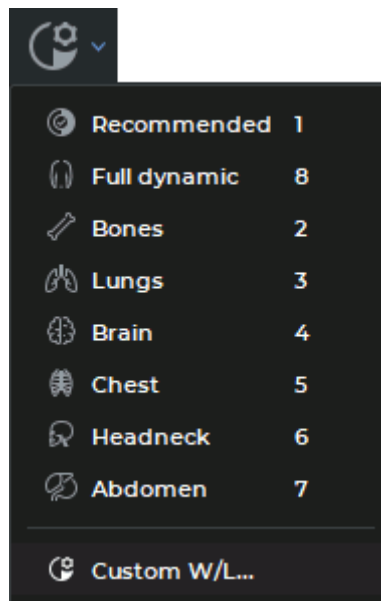 Recommended 1
Full dynamic 8
Bones 2
Lungs 3
Brain 4
Chest 5
Headneck 6
Abdomen 7
Custom W/L...